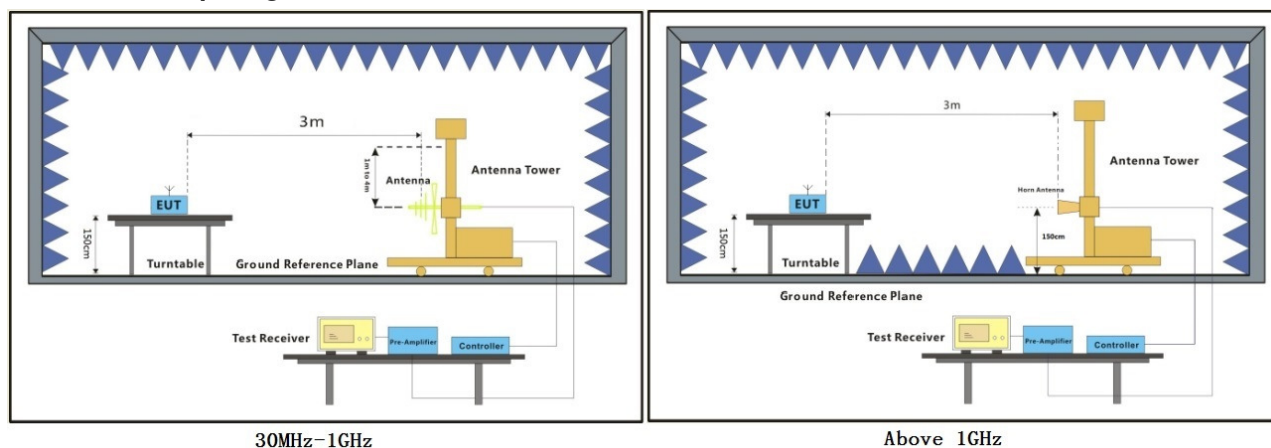 3m
1m to 4m
Antenna
Antenna Tower
EUT
150cm
Turntable
Ground Reference Plane
Test Receiver
Pre-Amplifier
Controller
30MHz-1GHz
3m
Antenna Tower
Horn Antenna
EUT
150cm
150cm
Turntable
Ground Reference Plane
Test Receiver
Pre-Amplifier
Controller
Above 1GHz